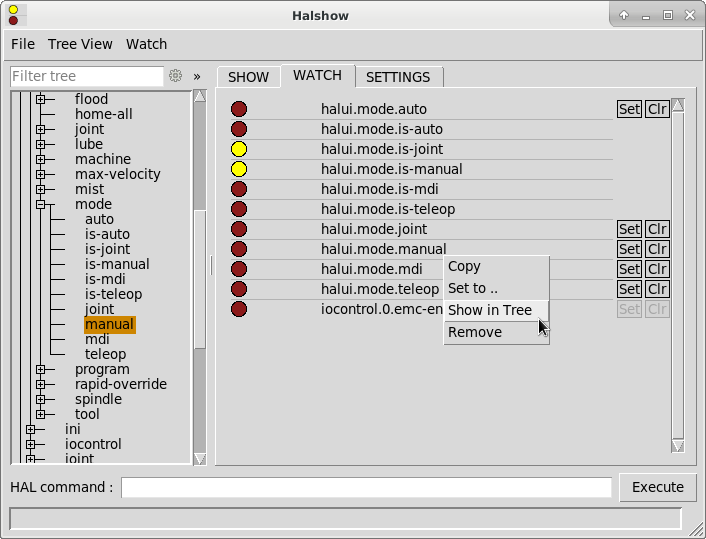 Halshow
File Tree View Watch
Filter tree »
SHOW WATCH SETTINGS
flood
home-all
joint
lube
machine
max-velocity
mist
mode
auto
is-auto
is-joint
is-manual
is-mdi
is-teleop
joint
manual
mdi
teleop
program
rapid-override
spindle
tool
ini
iocontrol
joint
halui.mode.auto Set Clr
halui.mode.is-auto
halui.mode.is-joint
halui.mode.is-manual
halui.mode.is-mdi
halui.mode.is-teleop
halui.mode.joint Set Clr
halui.mode.manual Set Clr
halui.mode.mdi Set Clr
halui.mode.teleop Set Clr
iocontrol.0.emc-en Set Clr
Copy
Set to ..
Show in Tree
Remove
HAL command : Execute